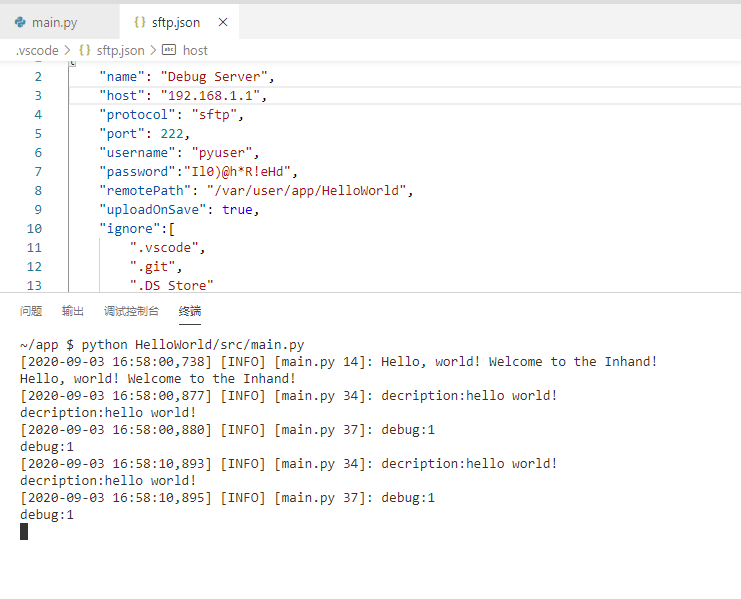 main.py
{} sftp.json
.vscode > {} sftp.json > abc host
{
2 "name": "Debug Server",
3 "host": "192.168.1.1",
4 "protocol": "sftp",
5 "port": 222,
6 "username": "pyuser",
7 "password":"Il0)@h*R!eHd",
8 "remotePath": "/var/user/app/HelloWorld",
9 "uploadOnSave": true,
10 "ignore":[
11 ".vscode",
12 ".git",
13 ".DS_Store"
问题 输出 调试控制台 终端
~/app $ python HelloWorld/src/main.py
[2020-09-03 16:58:00,738] [INFO] [main.py 14]: Hello, world! Welcome to the Inhand!
Hello, world! Welcome to the Inhand!
[2020-09-03 16:58:00,877] [INFO] [main.py 34]: decription:hello world!
decription:hello world!
[2020-09-03 16:58:00,880] [INFO] [main.py 37]: debug:1
debug:1
[2020-09-03 16:58:10,893] [INFO] [main.py 34]: decription:hello world!
decription:hello world!
[2020-09-03 16:58:10,895] [INFO] [main.py 37]: debug:1
debug:1